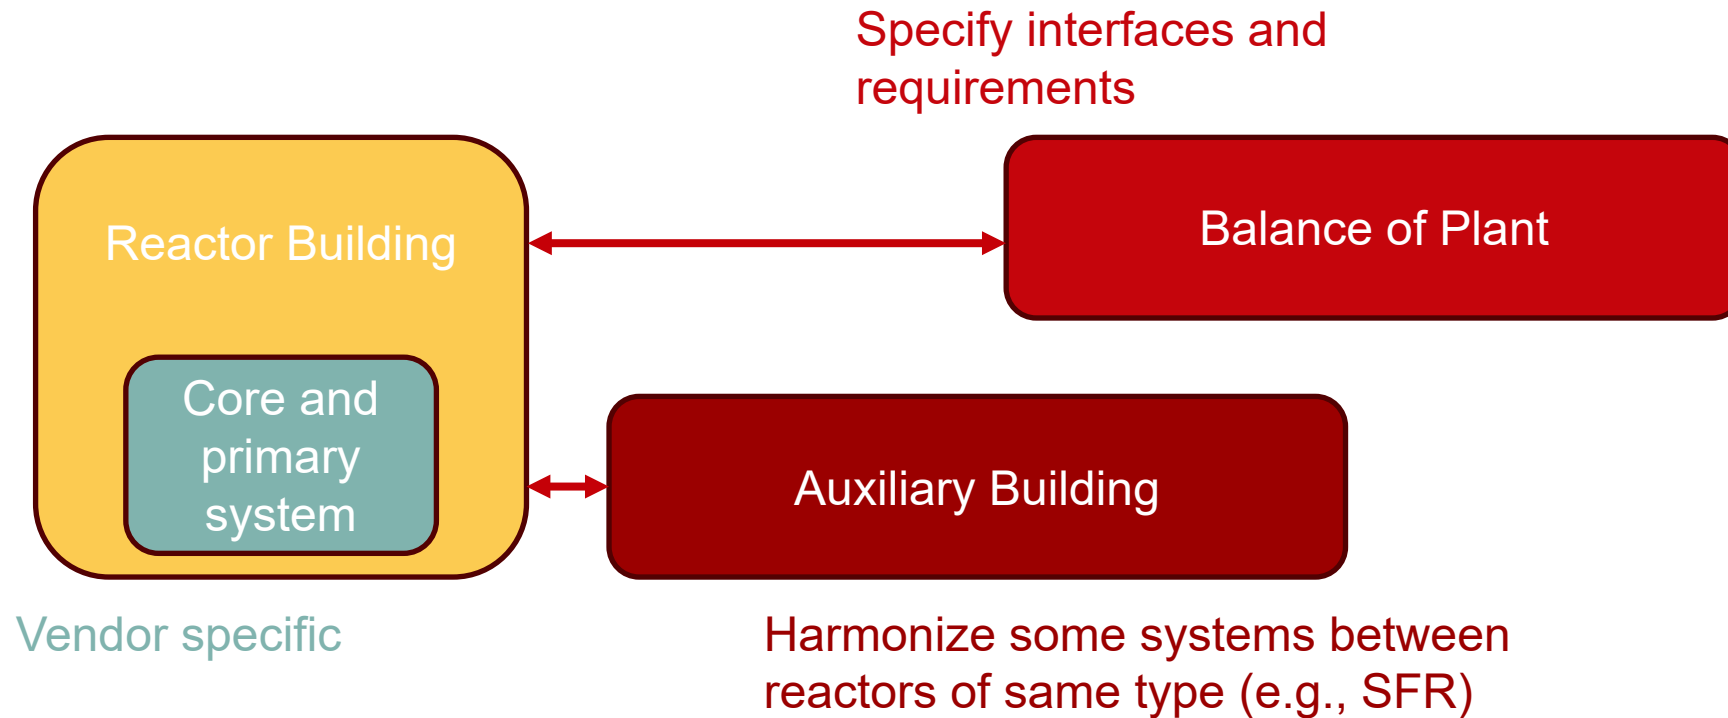 Specify interfaces and
requirements
Reactor Building
Balance of Plant
Core and
primary
system
Auxiliary Building
Vendor specific
Harmonize some systems between
reactors of same type (e.g., SFR)